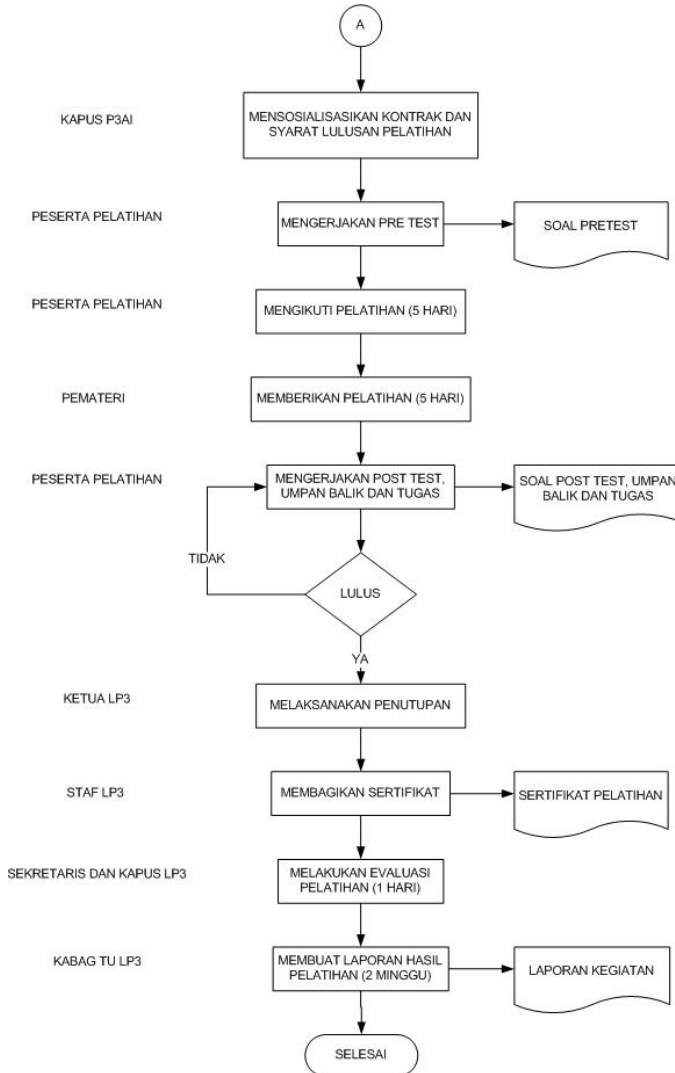 A
KAPUS P3AI
MENSOSIALISASIKAN KONTRAK DAN
SYARAT LULUSAN PELATIHAN
PESERTA PELATIHAN
MENGERJAKAN PRE TEST
SOAL PRETEST
PESERTA PELATIHAN
MENGIKUTI PELATIHAN (5 HARI)
PEMATERI
MEMBERIKAN PELATIHAN (5 HARI)
PESERTA PELATIHAN
MENGERJAKAN POST TEST,
UMPAN BALIK DAN TUGAS
SOAL POST TEST, UMPAN
BALIK DAN TUGAS
TIDAK
LULUS
YA
KETUA LP3
MELAKSANAKAN PENUTUPAN
STAF LP3
MEMBAGIKAN SERTIFIKAT
SERTIFIKAT PELATIHAN
SEKRETARIS DAN KAPUS LP3
MELAKUKAN EVALUASI
PELATIHAN (1 HARI)
KABAG TU LP3
MEMBUAT LAPORAN HASIL
PELATIHAN (2 MINGGU)
LAPORAN KEGIATAN
SELESAI